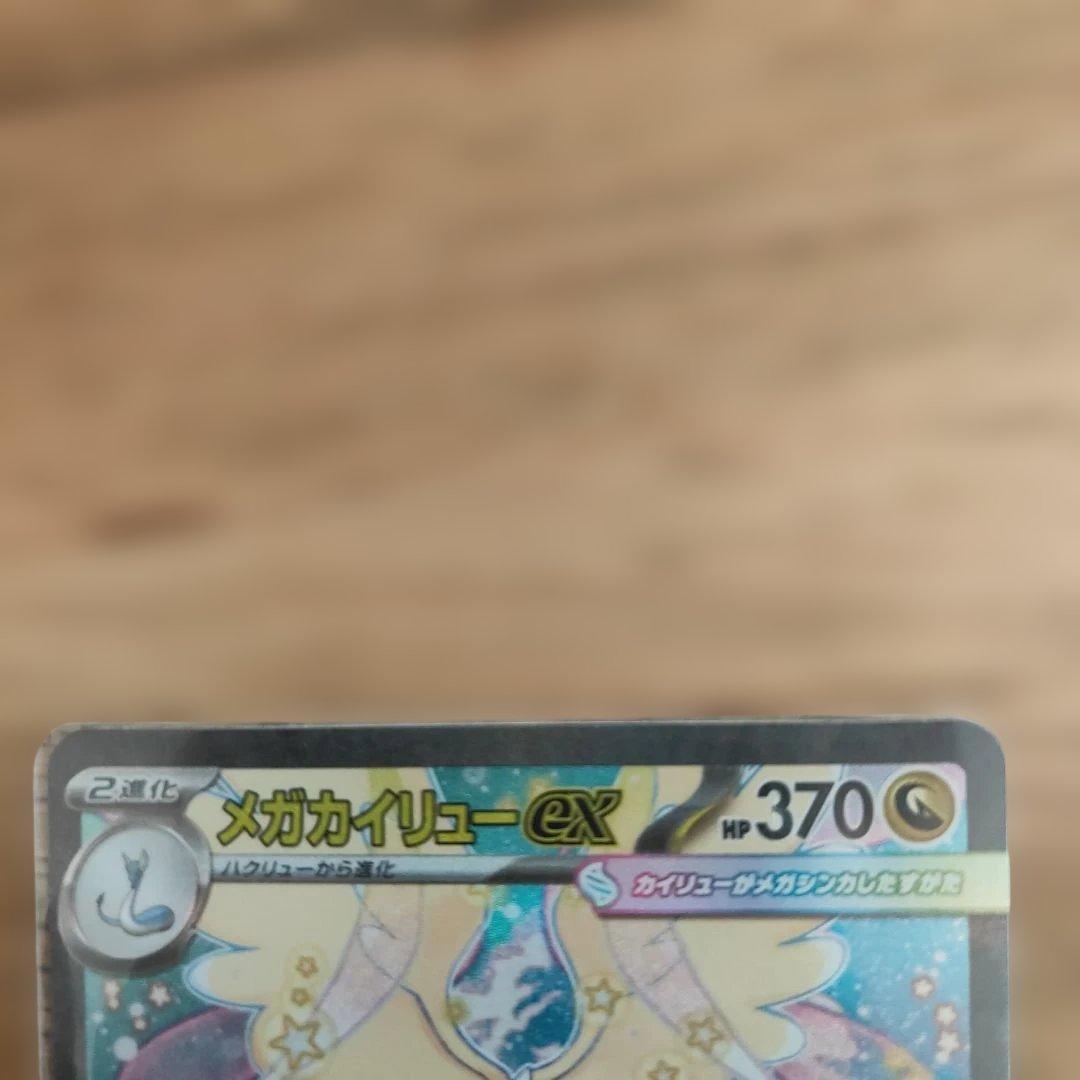 2進化
メガカイリューex
HP370
ハクリューから進化
カイリューがメガシンカしたすがた